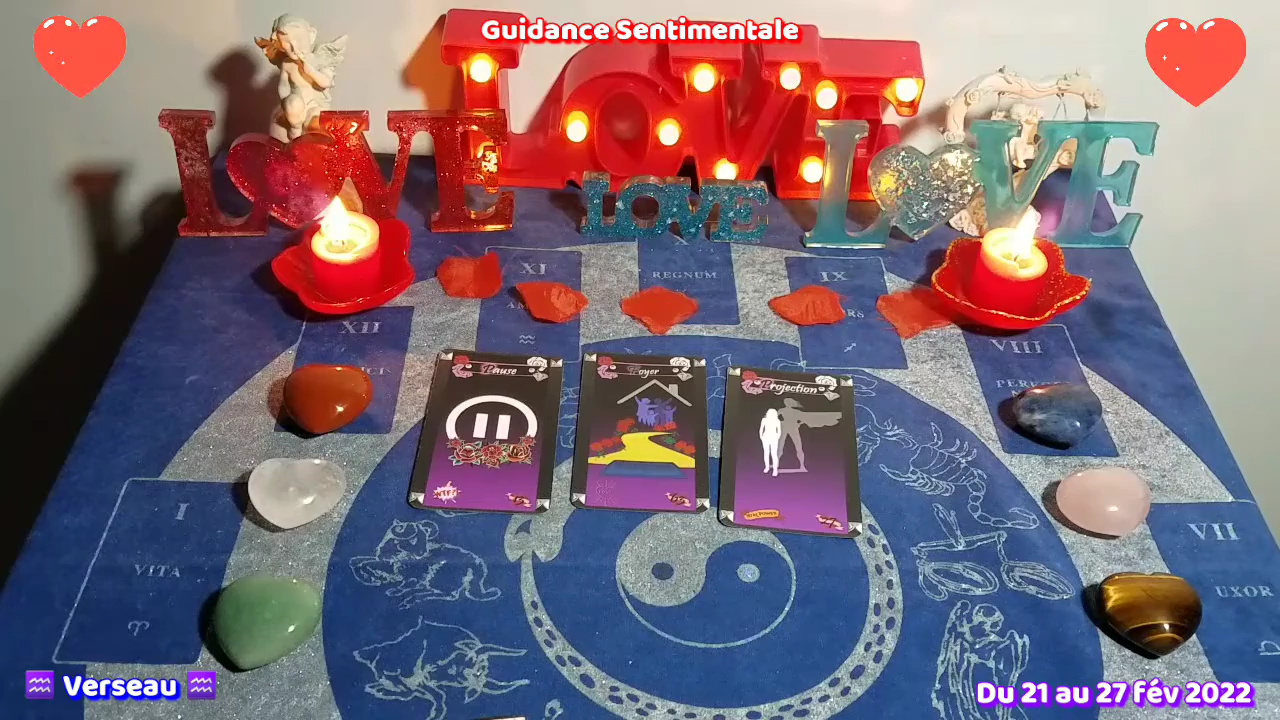 Guidance Sentimentale
LOVE
LOVE
LOVE
LOVE
XI
REGNUM
IX
XII
VIII
Pause
Foyer
Projection
WTF?
I
VITA
♈
VII
UXOR
♒ Verseau ♒
Du 21 au 27 fév 2022